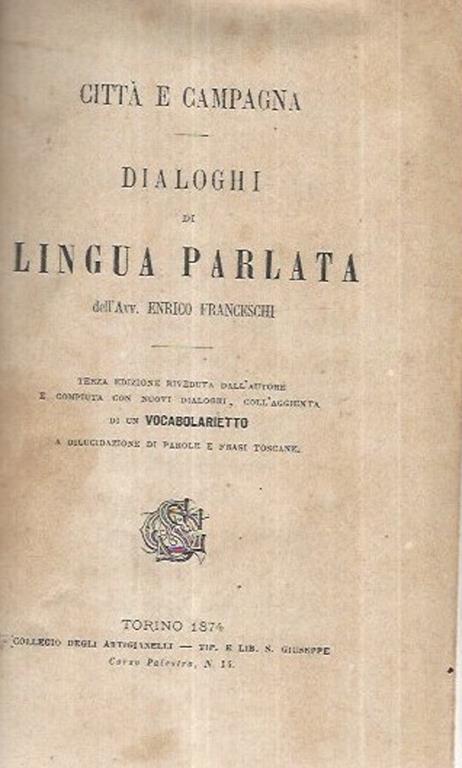 CITTÀ E CAMPAGNA
DIALOGHI
DI
LINGUA PARLATA
dell'Avv. ENRICO FRANCESCHI
TERZA EDIZIONE RIVEDUTA DALL'AUTORE
E COMPIUTA CON NUOVI DIALOGHI, COLL'AGGIUNTA
DI UN VOCABOLARIETTO
A DILUCIDAZIONE DI PAROLE E FRASI TOSCANE.
TORINO 1874
COLLEGIO DEGLI ARTIGIANELLI — TIP. E LIB. S. GIUSEPPE
Corso Palestro, N. 14.